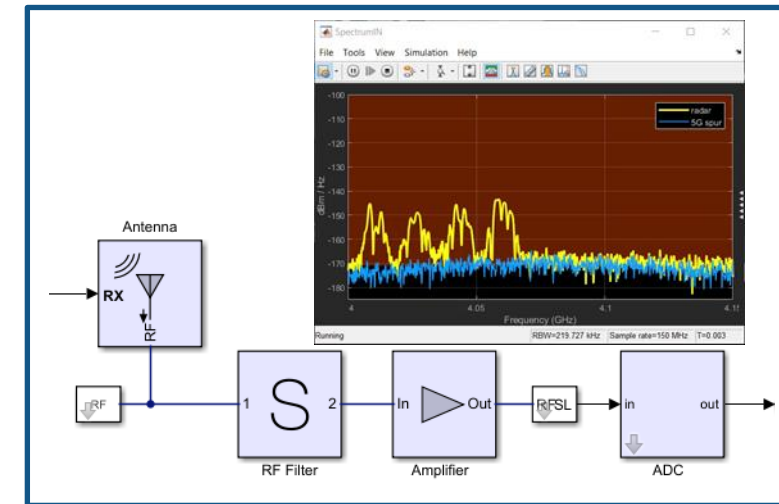 SpectrumIN
File Tools View Simulation Help
radar
5G spur
-100
-110
-120
-130
-140
-150
-160
-170
-180
dBm / Hz
4 4.05 4.1 4.15
Frequency (GHz)
Running RBW=219.727 kHz Sample rate=150 MHz T=0.003
Antenna
RX
RF
RF
1 S 2
RF Filter
In Out
Amplifier
in out
ADC